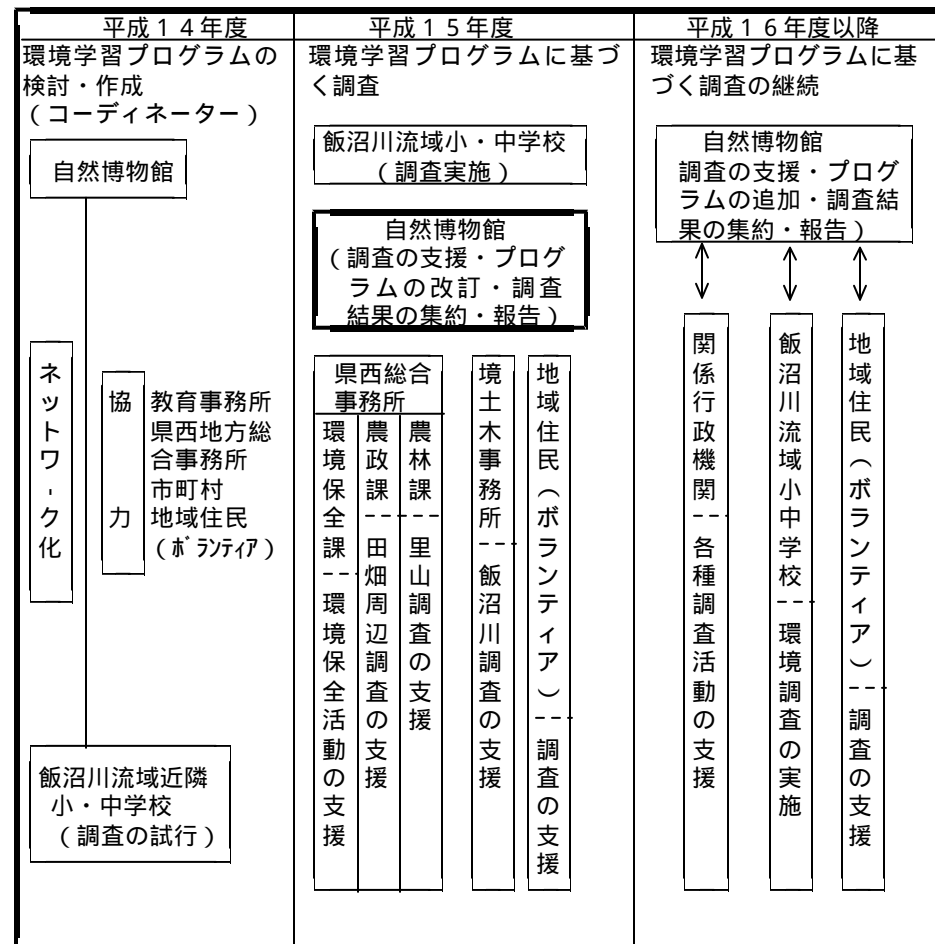 平成１４年度
環境学習プログラムの
検討・作成
（コーディネーター）
自然博物館
ネットワ-ク化
協力
教育事務所
県西地方総
合事務所
市町村
地域住民
（ﾎﾞﾗﾝﾃｨｱ）
飯沼川流域近隣
小・中学校
（調査の試行）
平成１５年度
環境学習プログラムに基づ
く調査
飯沼川流域小・中学校
（調査実施）
自然博物館
（調査の支援・プログ
ラムの改訂・調査
結果の集約・報告）
県西総合
事務所
環境保全課---環境保全活動の支援
農政課---田畑周辺調査の支援
農林課---里山調査の支援
境土木事務所---飯沼川調査の支援
地域住民（ボランティア）---調査の支援
平成１６年度以降
環境学習プログラムに基
づく調査の継続
自然博物館
調査の支援・プログ
ラムの追加・調査結
果の集約・報告）
関係行政機関---各種調査活動の支援
飯沼川流域小中学校---環境調査の実施
地域住民（ボランティア）---調査の支援